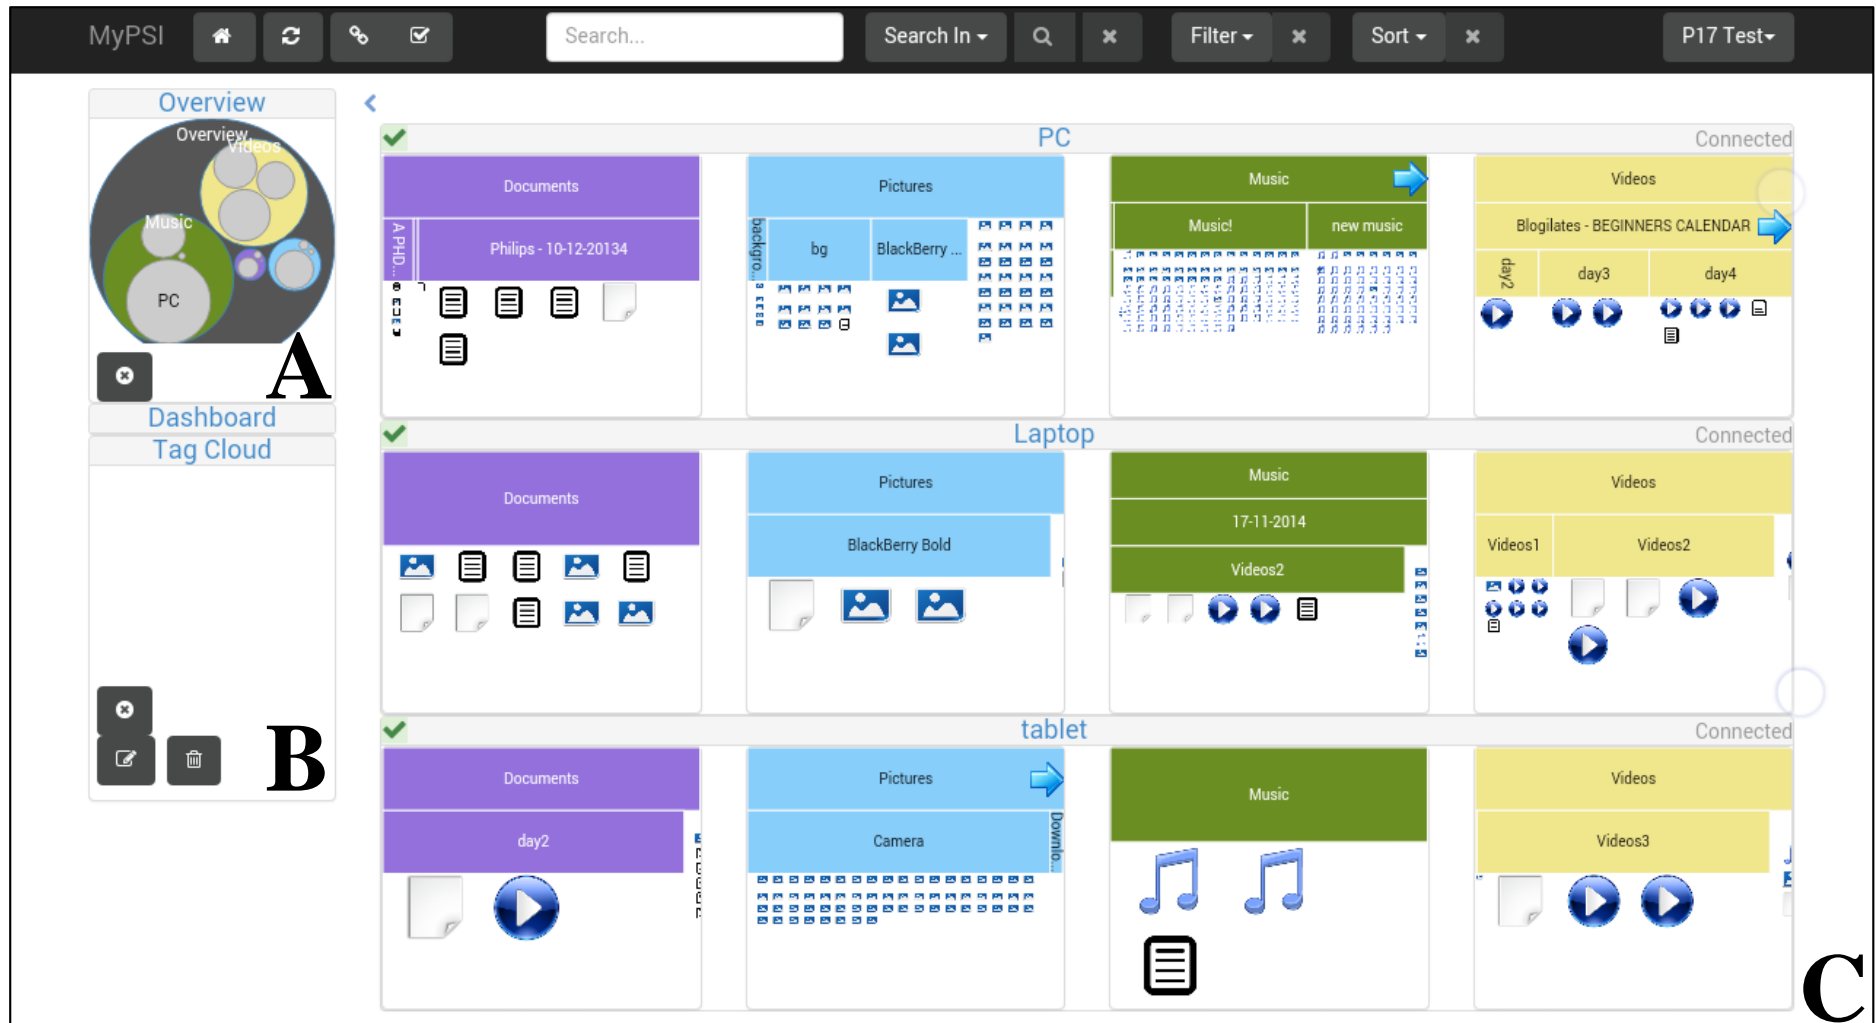 MyPSI Search... Search In Filter Sort P17 Test
Overview
Overview
Videos
Music
PC
A
Dashboard
Tag Cloud
B
PC Connected
Documents Pictures Music Videos
A PHD... Philips - 10-12-20134 backgro... bg BlackBerry ... Music! new music Blogilates - BEGINNERS CALENDAR
day2 day3 day4
Laptop Connected
Documents Pictures Music Videos
BlackBerry Bold 17-11-2014 Videos1 Videos2
Videos2
tablet Connected
Documents Pictures Music Videos
day2 Camera Downlo... Videos3
C